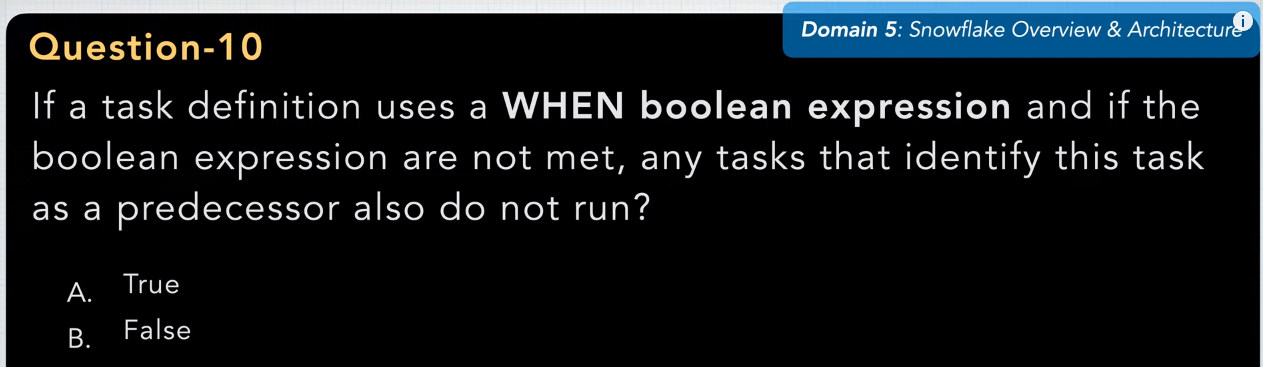 Domain 5: Snowflake Overview & Architecture
i
Question-10
If a task definition uses a WHEN boolean expression and if the
boolean expression are not met, any tasks that identify this task
as a predecessor also do not run?
A. True
B. False